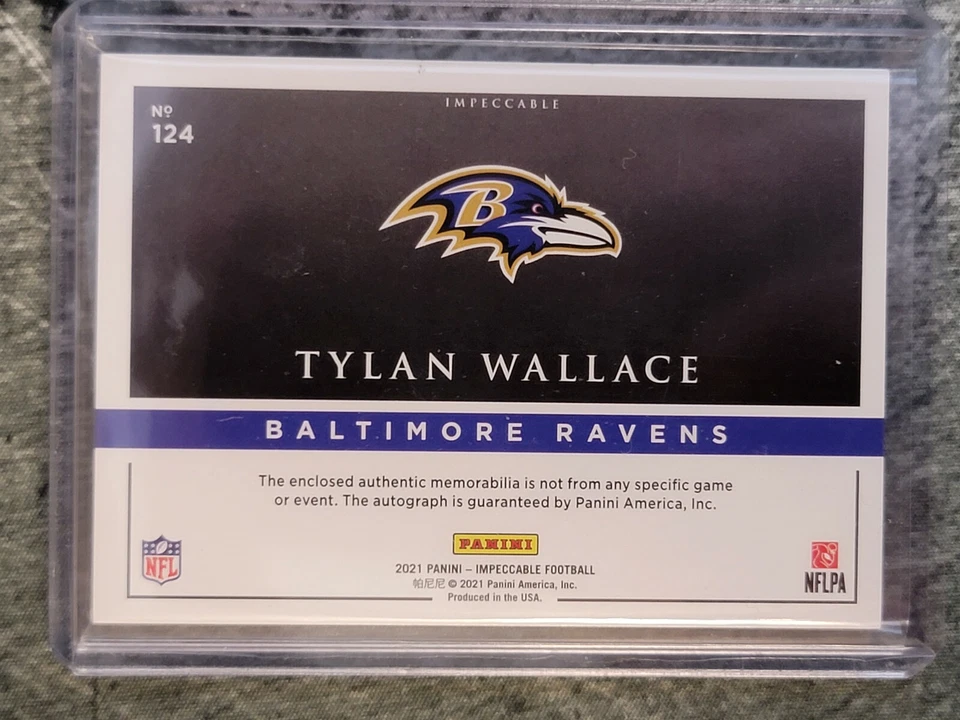 IMPECCABLE
Nº
124
B
TYLAN WALLACE
BALTIMORE RAVENS
The enclosed authentic memorabilia is not from any specific game
or event. The autograph is guaranteed by Panini America, Inc.
PANINI
NFL
2021 PANINI – IMPECCABLE FOOTBALL
帕尼尼 © 2021 Panini America, Inc.
Produced in the USA.
NFLPA